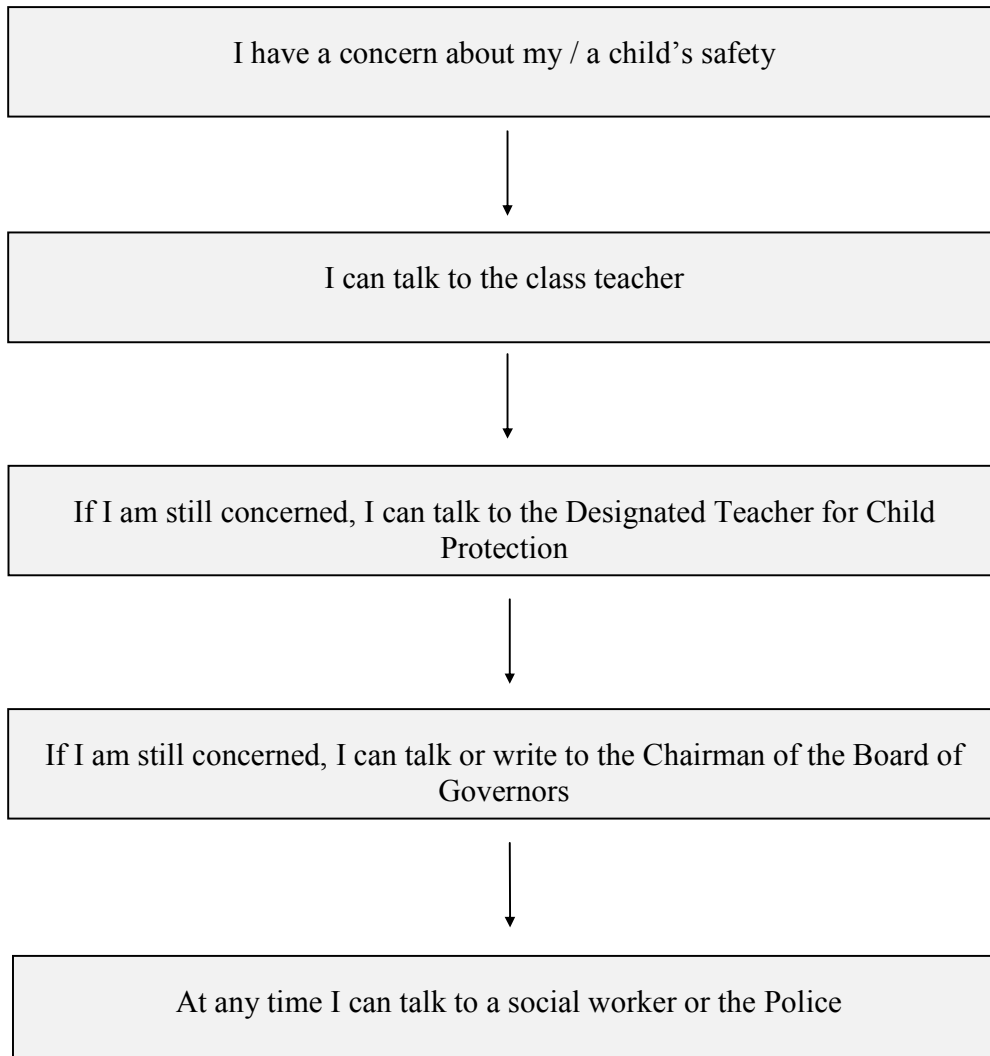 I have a concern about my / a child’s safety
I can talk to the class teacher
If I am still concerned, I can talk to the Designated Teacher for Child
Protection
If I am still concerned, I can talk or write to the Chairman of the Board of
Governors
At any time I can talk to a social worker or the Police